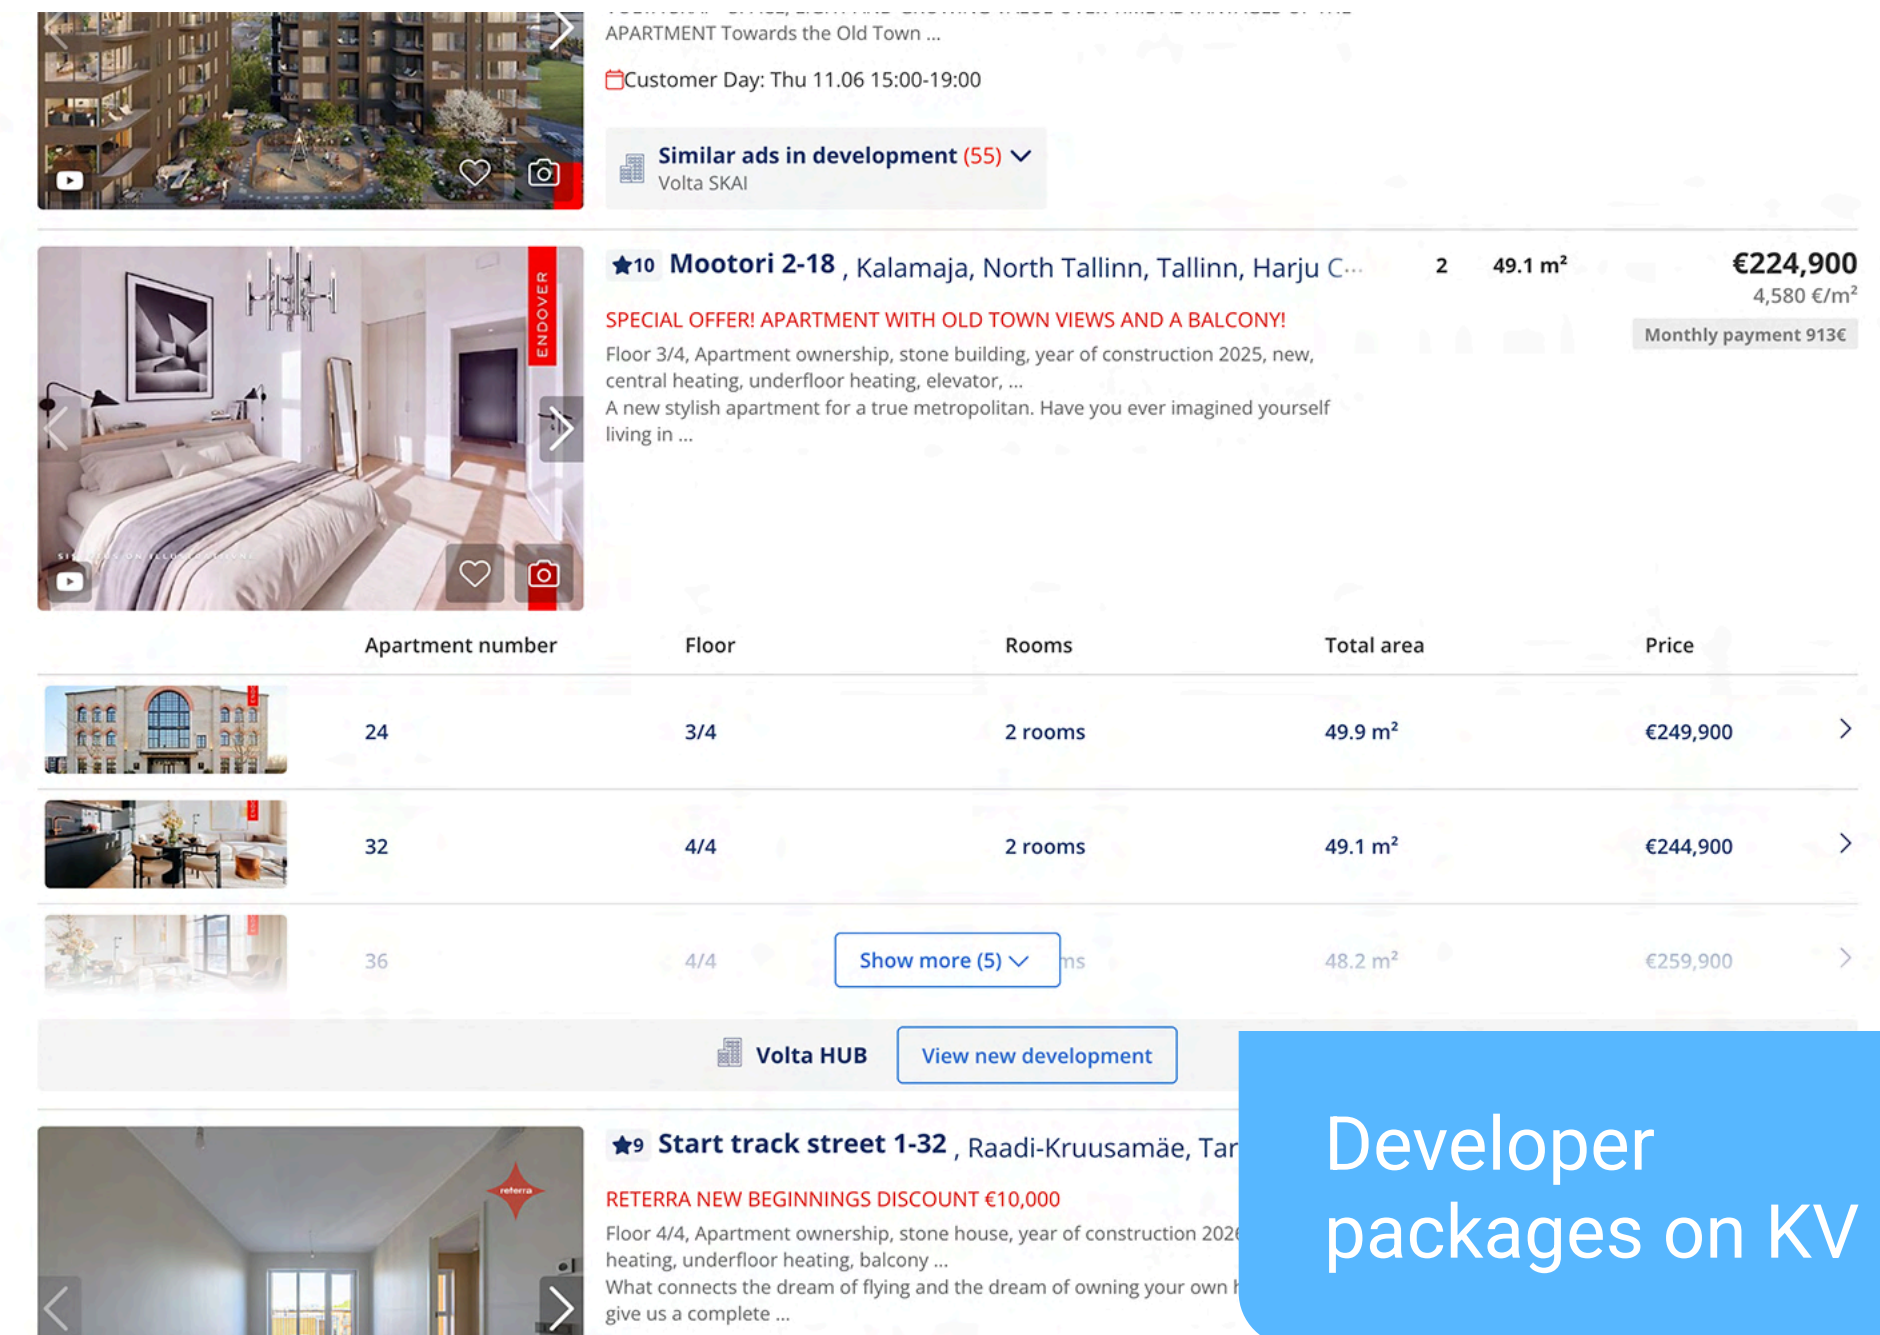 APARTMENT Towards the Old Town ...
Customer Day: Thu 11.06 15:00-19:00
Similar ads in development (55)
Volta SKAI
ENDOVER
10 Mootori 2-18 , Kalamaja, North Tallinn, Tallinn, Harju C...
2 49.1 m²
€224,900
4,580 €/m²
Monthly payment 913€
SPECIAL OFFER! APARTMENT WITH OLD TOWN VIEWS AND A BALCONY!
Floor 3/4, Apartment ownership, stone building, year of construction 2025, new,
central heating, underfloor heating, elevator, ...
A new stylish apartment for a true metropolitan. Have you ever imagined yourself
living in ...
Apartment number Floor Rooms Total area Price
24 3/4 2 rooms 49.9 m² €249,900
32 4/4 2 rooms 49.1 m² €244,900
36 4/4 Show more (5) ms 48.2 m² €259,900
Volta HUB View new development
reterra
9 Start track street 1-32 , Raadi-Kruusamäe, Tar
RETERRA NEW BEGINNINGS DISCOUNT €10,000
Floor 4/4, Apartment ownership, stone house, year of construction 2026
heating, underfloor heating, balcony ...
What connects the dream of flying and the dream of owning your own h
give us a complete ...
Developer
packages on KV